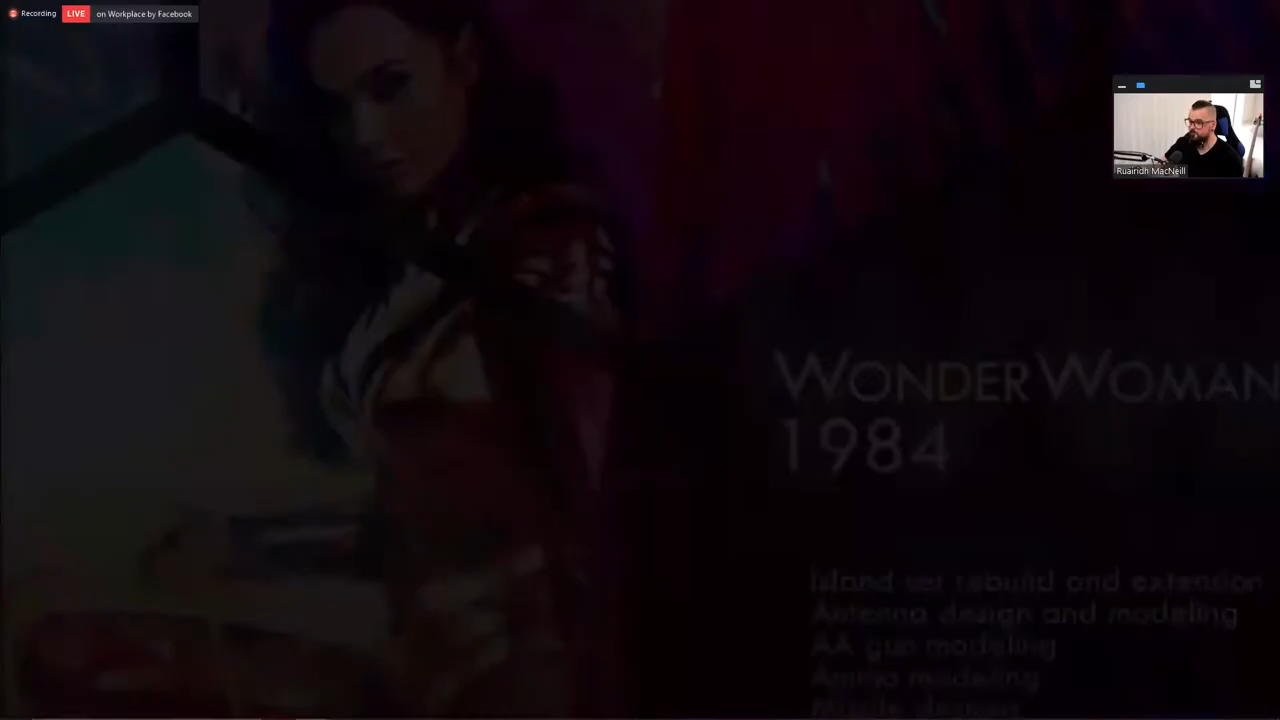 Recording
LIVE on Workplace by Facebook
Ruairidh MacNeill
WONDER WOMAN
1984
Island set rebuild and extension
Antenna design and modeling
AA gun modeling
Ammo modeling
Missile